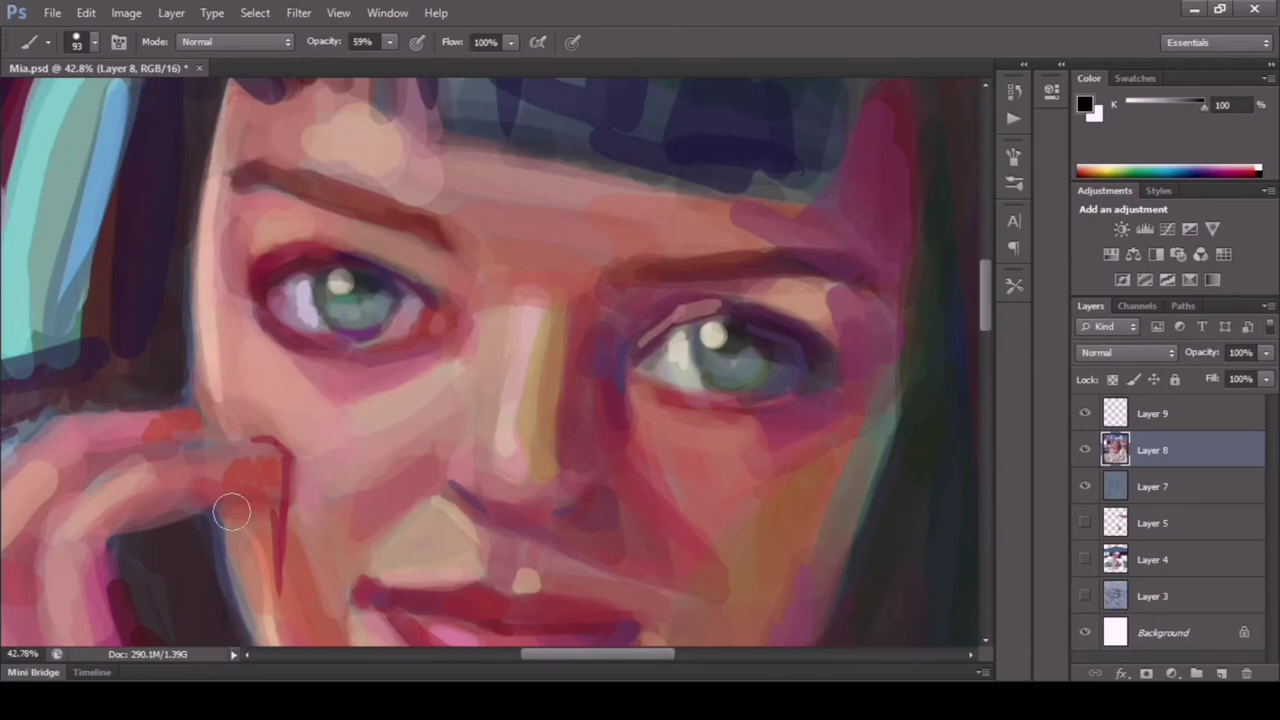 Ps File Edit Image Layer Type Select Filter View Window Help
93 Mode: Normal Opacity: 59% Flow: 100% Essentials
Mia.psd @ 42.8% (Layer 8, RGB/16) * ×
Color Swatches
K 100 %
Adjustments Styles
Add an adjustment
Layers Channels Paths
Kind
Normal Opacity: 100%
Lock: Fill: 100%
Layer 9
Layer 8
Layer 7
Layer 5
Layer 4
Layer 3
Background
42.78% Doc: 290.1M/1.39G
Mini Bridge Timeline